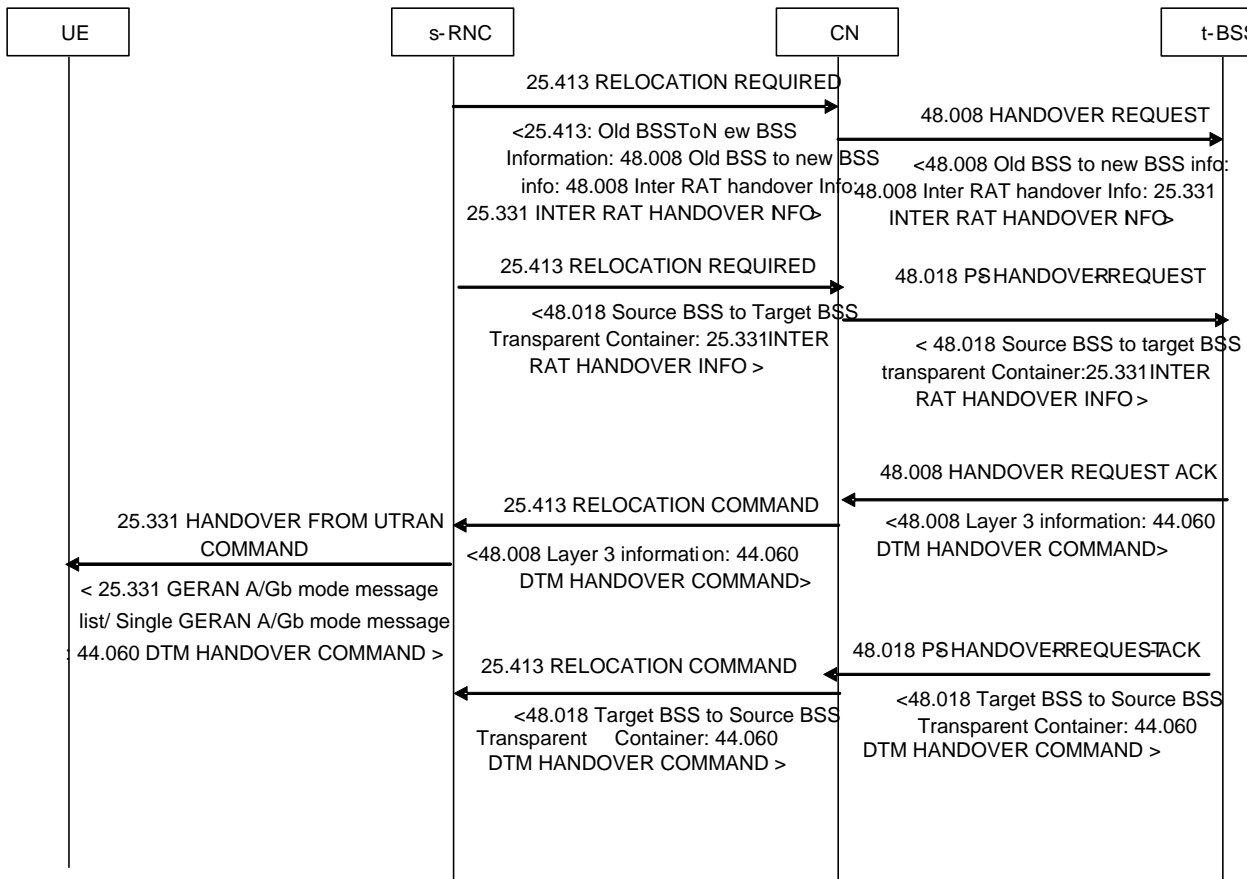 UE
s-RNC
CN
t-BSS
25.413 RELOCATION REQUIRED
48.008 HANDOVER REQUEST
<25.413: Old BSSToN ew BSS
Information: 48.008 Old BSS to new BSS
info: 48.008 Inter RAT handover Info:
25.331 INTER RAT HANDOVER INFO>
<48.008 Old BSS to new BSS info:
48.008 Inter RAT handover Info: 25.331
INTER RAT HANDOVER INFO>
25.413 RELOCATION REQUIRED
48.018 PS-HANDOVER-REQUEST
<48.018 Source BSS to Target BSS
Transparent Container: 25.331INTER
RAT HANDOVER INFO >
< 48.018 Source BSS to target BSS
transparent Container:25.331INTER
RAT HANDOVER INFO >
48.008 HANDOVER REQUEST ACK
25.413 RELOCATION COMMAND
<48.008 Layer 3 information: 44.060
DTM HANDOVER COMMAND>
25.331 HANDOVER FROM UTRAN
COMMAND
<48.008 Layer 3 information: 44.060
DTM HANDOVER COMMAND>
< 25.331 GERAN A/Gb mode message
list/ Single GERAN A/Gb mode message
: 44.060 DTM HANDOVER COMMAND >
48.018 PS-HANDOVER-REQUEST-ACK
25.413 RELOCATION COMMAND
<48.018 Target BSS to Source BSS
Transparent Container: 44.060
DTM HANDOVER COMMAND >
<48.018 Target BSS to Source BSS
Transparent Container: 44.060
DTM HANDOVER COMMAND >